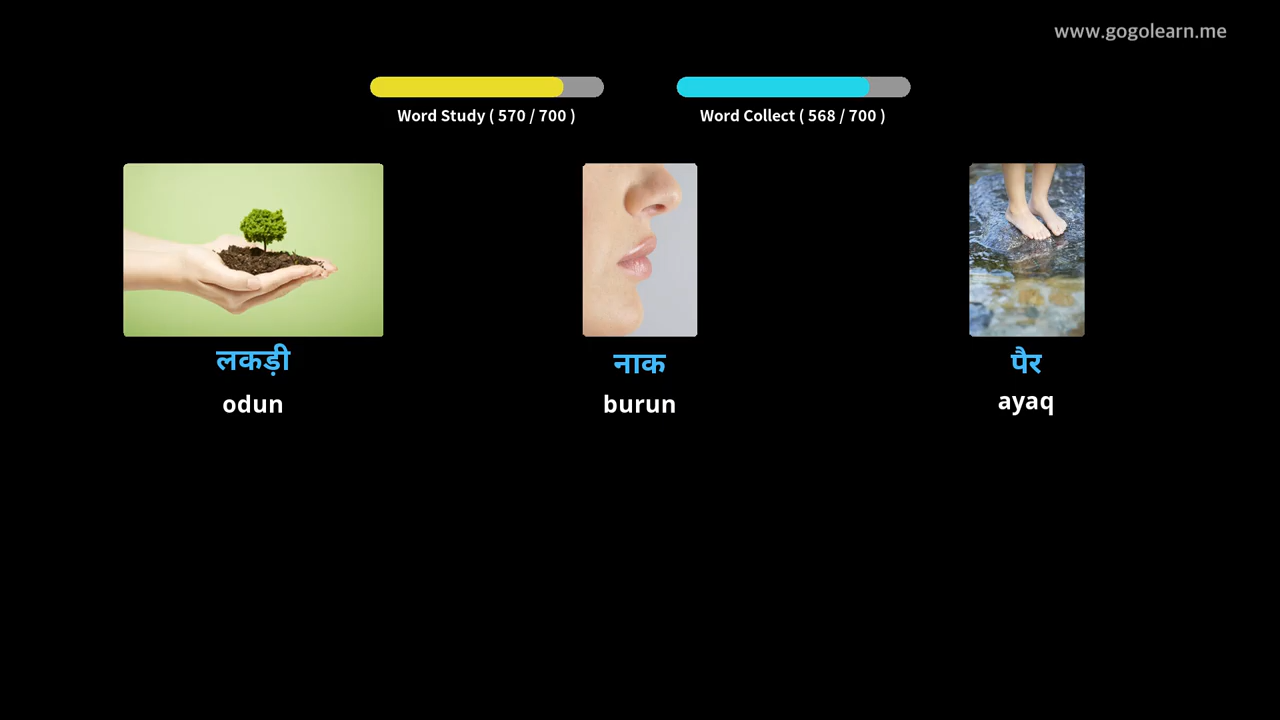 www.gogolearn.me
Word Study ( 570 / 700 )
Word Collect ( 568 / 700 )
लकड़ी
odun
नाक
burun
पैर
ayaq